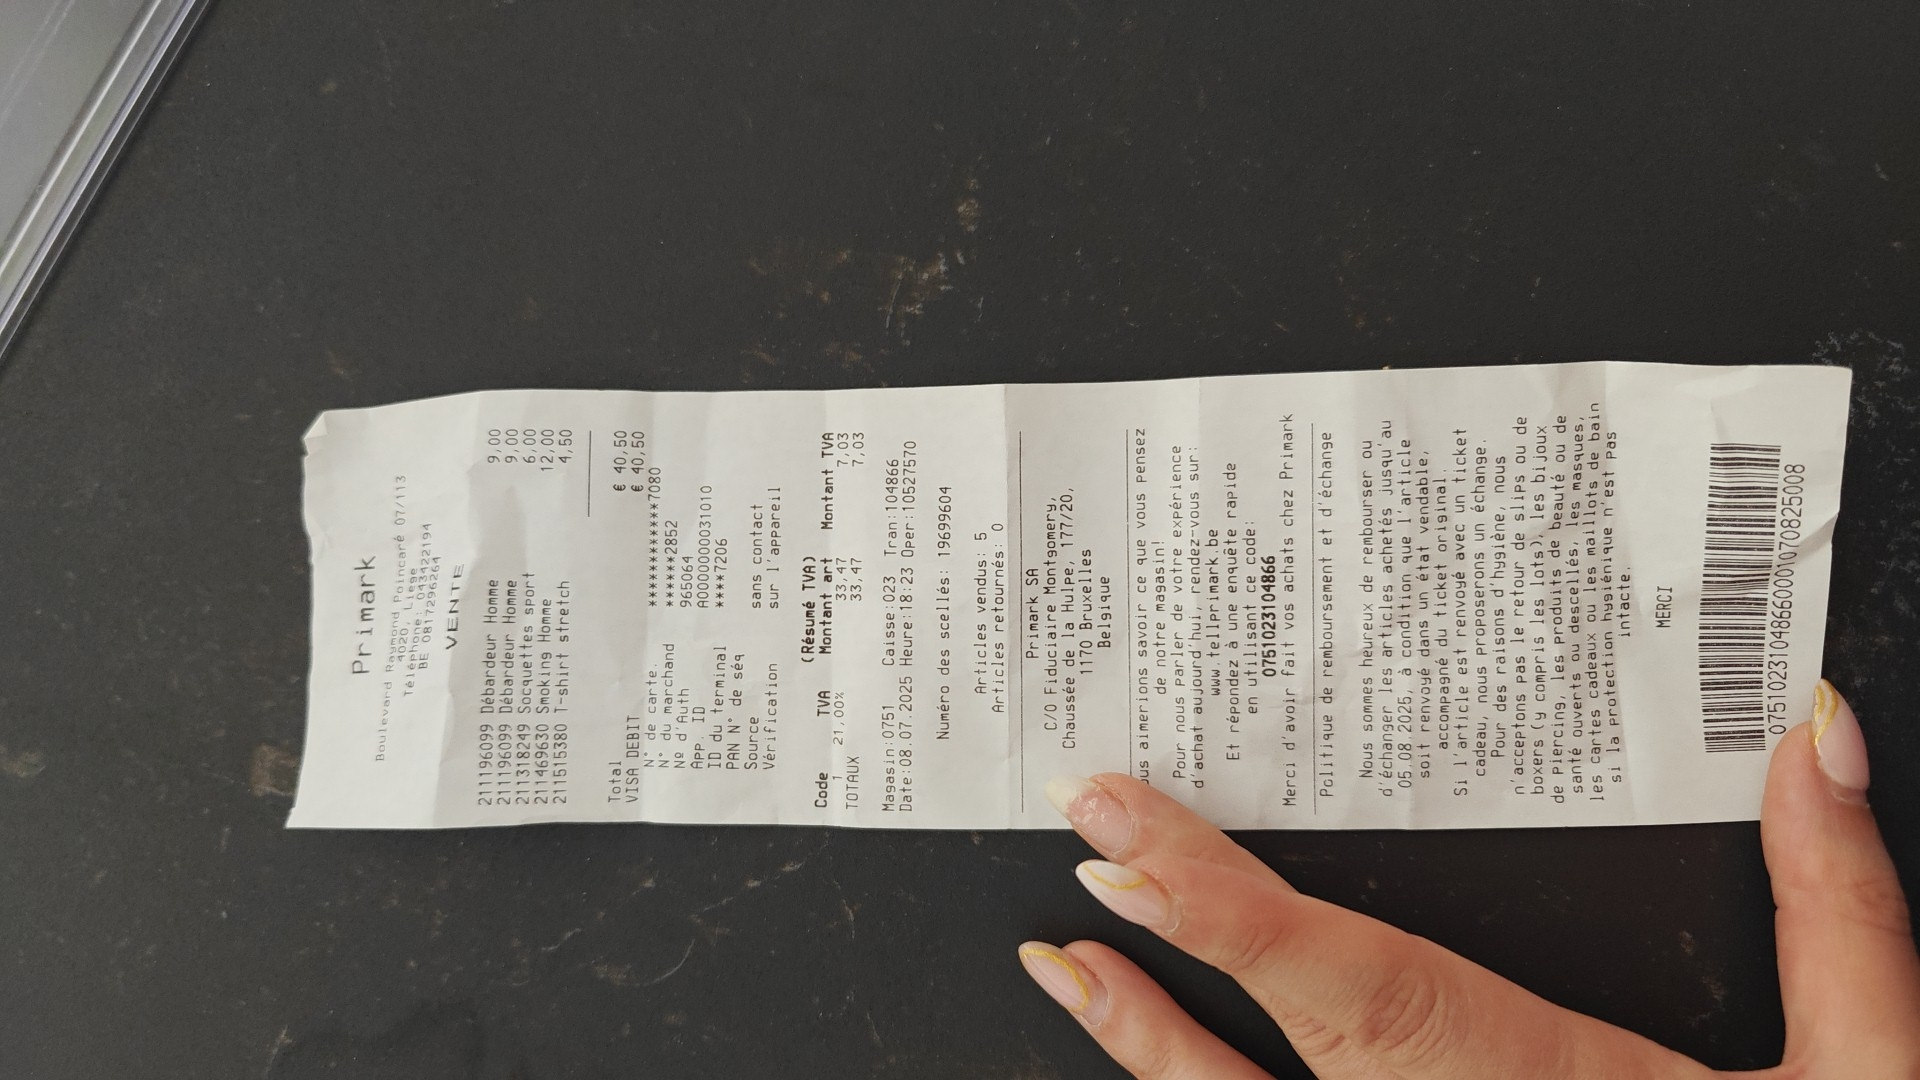 Primark
Boulevard Raymond Poincaré 07/113
4020, Liège
Téléphone: 043422194
BE 0817296264
VENTE
211196099 Débardeur Homme 9,00
211196099 Débardeur Homme 9,00
211318249 Socquettes sport 6,00
211469630 Smoking Homme 12,00
211515380 T-shirt stretch 4,50
Total € 40,50
VISA DEBIT € 40,50
N° de carte. ************7080
N° du marchand ******2852
Nº d'Auth 965064
App. ID A0000000031010
ID du terminal ****7206
PAN N° de séq
Source sans contact
Vérification sur l'appareil
(Résumé TVA)
Code TVA Montant art Montant TVA
1 21,00% 33,47 7,03
TOTAUX 33,47 7,03
Magasin:0751 Caisse:023 Tran:104866
Date:08.07.2025 Heure:18:23 Oper:10527570
Numéro des scellés: 19699604
Articles vendus: 5
Articles retournés: 0
Primark SA
C/O Fiduciaire Montgomery,
Chaussée de la Hulpe, 177/20,
1170 Bruxelles
Belgique
aimerions savoir ce que vous pensez
de notre magasin!
Pour nous parler de votre expérience
d'achat aujourd'hui, rendez-vous sur:
www.tellprimark.be
Et répondez à une enquête rapide
en utilisant ce code:
0751023104866
Merci d'avoir fait vos achats chez Primark
Politique de remboursement et d'échange
Nous sommes heureux de rembourser ou
d'échanger les articles achetés jusqu'au
05.08.2025, à condition que l'article
soit renvoyé dans un état vendable,
accompagné du ticket original.
Si l'article est renvoyé avec un ticket
cadeau, nous proposerons un échange.
Pour des raisons d'hygiène, nous
n'acceptons pas le retour de slips ou de
boxers (y compris les lots), les bijoux
de piercing, les produits de beauté ou de
santé ouverts ou descellés, les masques,
les cartes cadeaux ou les maillots de bain
si la protection hygiénique n'est pas
intacte.
MERCI
07510231048660001070825008